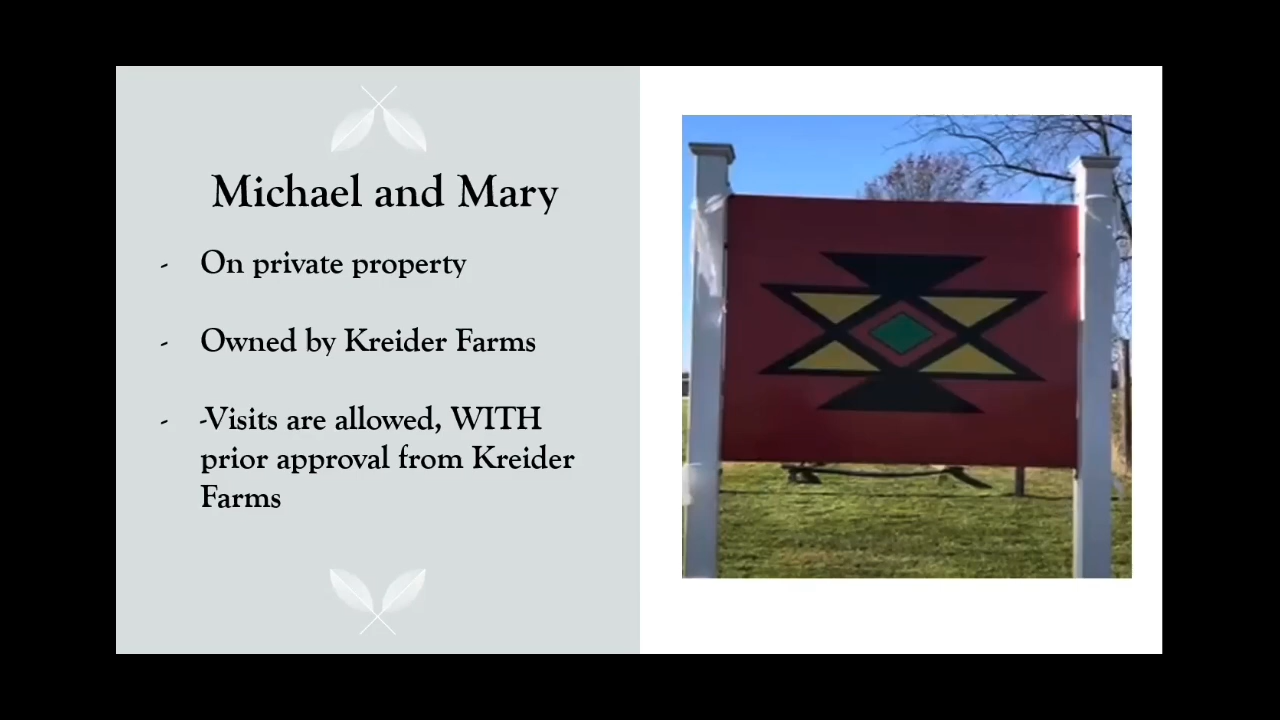 Michael and Mary
- On private property
- Owned by Kreider Farms
- -Visits are allowed, WITH
prior approval from Kreider
Farms